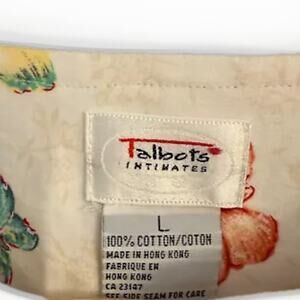 Talbots
INTIMATES
L
100% COTTON/COTON
MADE IN HONG KONG
FABRIQUE EN
HONG KONG
CA 23147
SEE SIDE SEAM FOR CARE